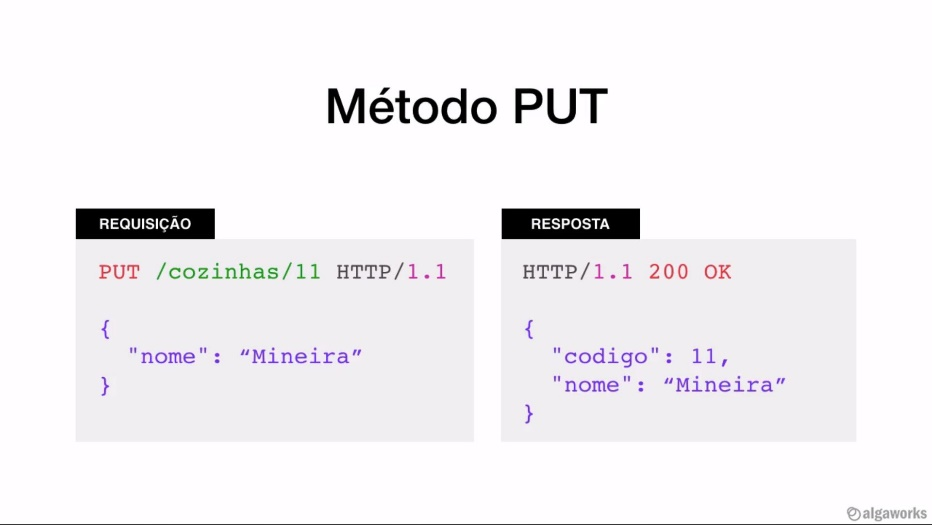 Método PUT
REQUISIÇÃO
PUT /cozinhas/11 HTTP/1.1
{
"nome": “Mineira”
}
RESPOSTA
HTTP/1.1 200 OK
{
"codigo": 11,
"nome": “Mineira”
}
algaworks